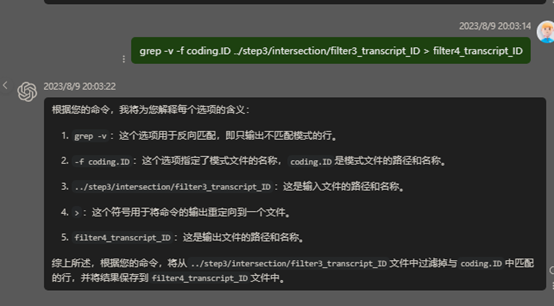 2023/8/9 20:03:14
grep -v -f coding.ID ../step3/intersection/filter3_transcript_ID > filter4_transcript_ID
2023/8/9 20:03:22
根据您的命令，我将为您解释每个选项的含义：
1. grep -v：这个选项用于反向匹配，即只输出不匹配模式的行。
2. -f coding.ID：这个选项指定了模式文件的名称，coding.ID 是模式文件的路径和名称。
3. ../step3/intersection/filter3_transcript_ID：这是输入文件的路径和名称。
4. >：这个符号用于将命令的输出重定向到一个文件。
5. filter4_transcript_ID：这是输出文件的路径和名称。
综上所述，根据您的命令，将从 ../step3/intersection/filter3_transcript_ID 文件中过滤掉与 coding.ID 中匹配
的行，并将结果保存到 filter4_transcript_ID 文件中。